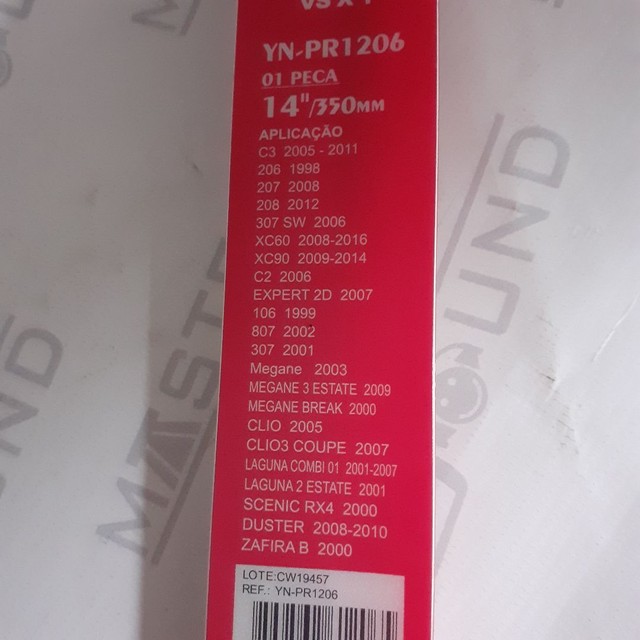 YN-PR1206
01 PECA
14"/350MM
APLICAÇÃO
C3 2005 - 2011
206 1998
207 2008
208 2012
307 SW 2006
XC60 2008-2016
XC90 2009-2014
C2 2006
EXPERT 2D 2007
106 1999
807 2002
307 2001
Megane 2003
MEGANE 3 ESTATE 2009
MEGANE BREAK 2000
CLIO 2005
CLIO3 COUPE 2007
LAGUNA COMBI 01 2001-2007
LAGUNA 2 ESTATE 2001
SCENIC RX4 2000
DUSTER 2008-2010
ZAFIRA B 2000
LOTE:CW19457
REF.: YN-PR1206